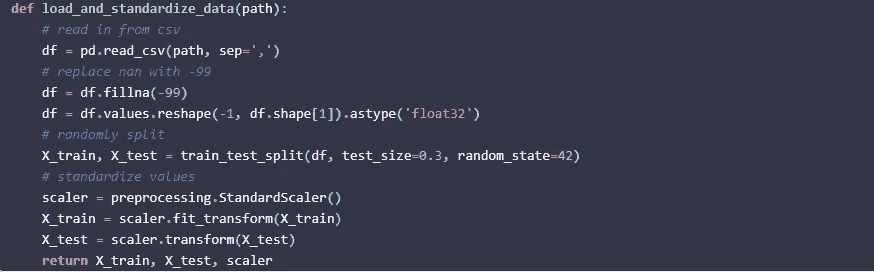 def load_and_standardize_data(path):
    # read in from csv
    df = pd.read_csv(path, sep=',')
    # replace nan with -99
    df = df.fillna(-99)
    df = df.values.reshape(-1, df.shape[1]).astype('float32')
    # randomly split
    X_train, X_test = train_test_split(df, test_size=0.3, random_state=42)
    # standardize values
    scaler = preprocessing.StandardScaler()
    X_train = scaler.fit_transform(X_train)
    X_test = scaler.transform(X_test)
    return X_train, X_test, scaler